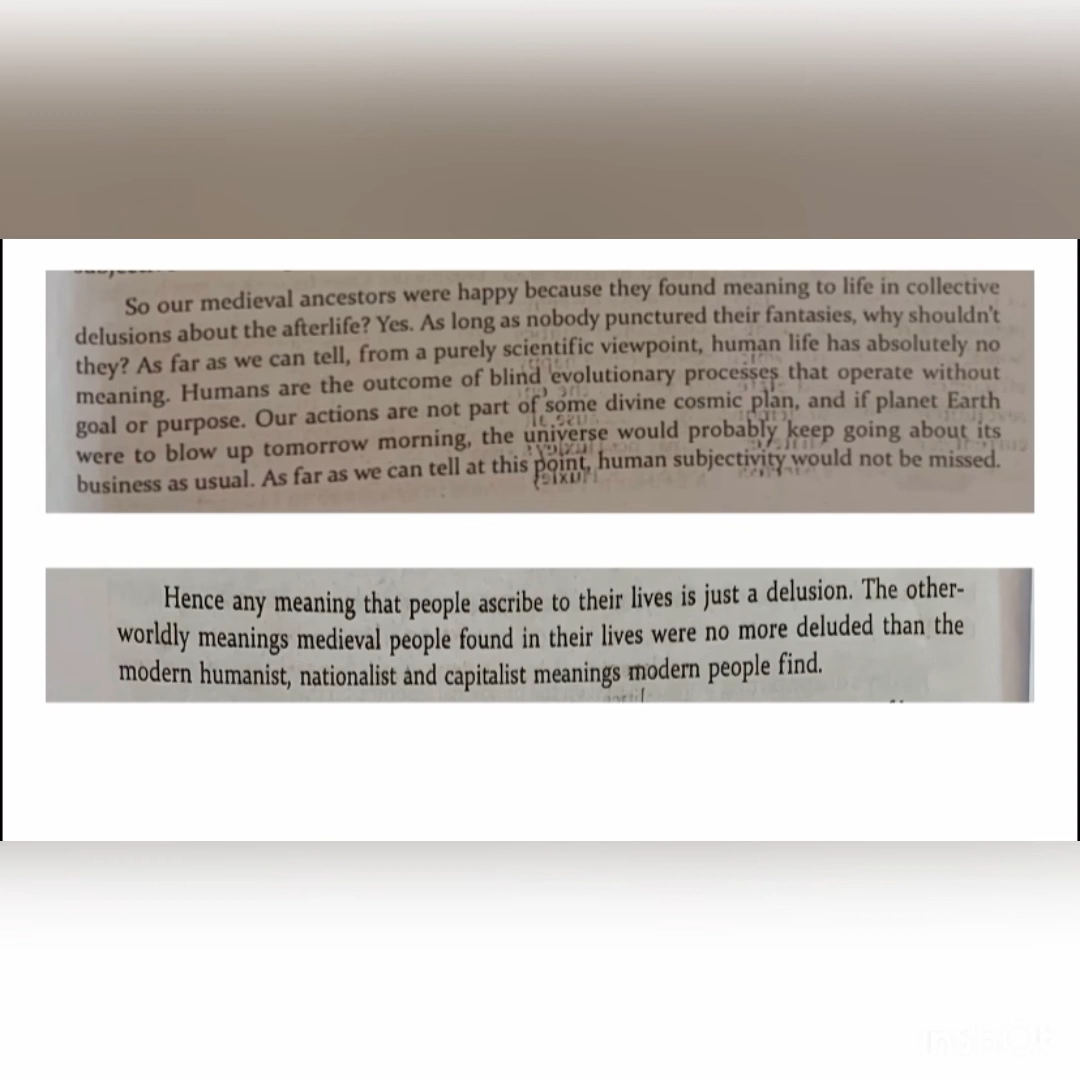 So our medieval ancestors were happy because they found meaning to life in collective
delusions about the afterlife? Yes. As long as nobody punctured their fantasies, why shouldn't
they? As far as we can tell, from a purely scientific viewpoint, human life has absolutely no
meaning. Humans are the outcome of blind evolutionary processes that operate without
goal or purpose. Our actions are not part of some divine cosmic plan, and if planet Earth
were to blow up tomorrow morning, the universe would probably keep going about its
business as usual. As far as we can tell at this point, human subjectivity would not be missed.
Hence any meaning that people ascribe to their lives is just a delusion. The other-
worldly meanings medieval people found in their lives were no more deluded than the
modern humanist, nationalist and capitalist meanings modern people find.